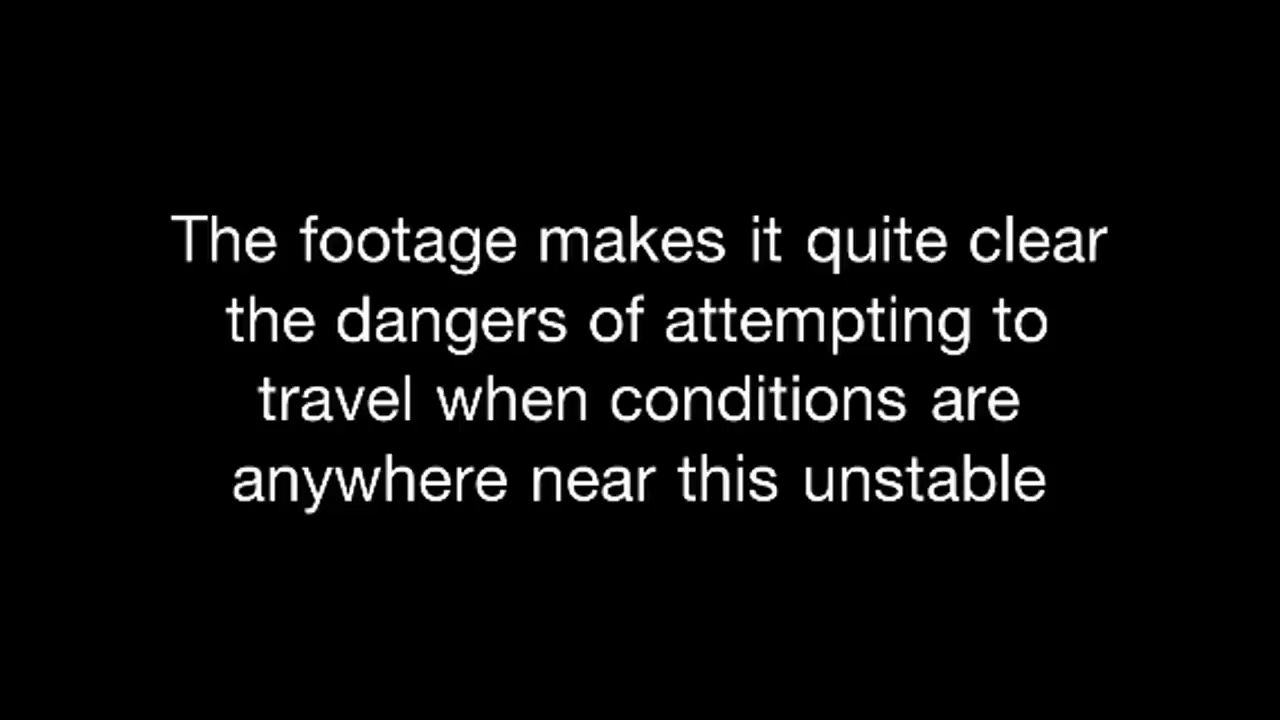 The footage makes it quite clear
the dangers of attempting to
travel when conditions are
anywhere near this unstable